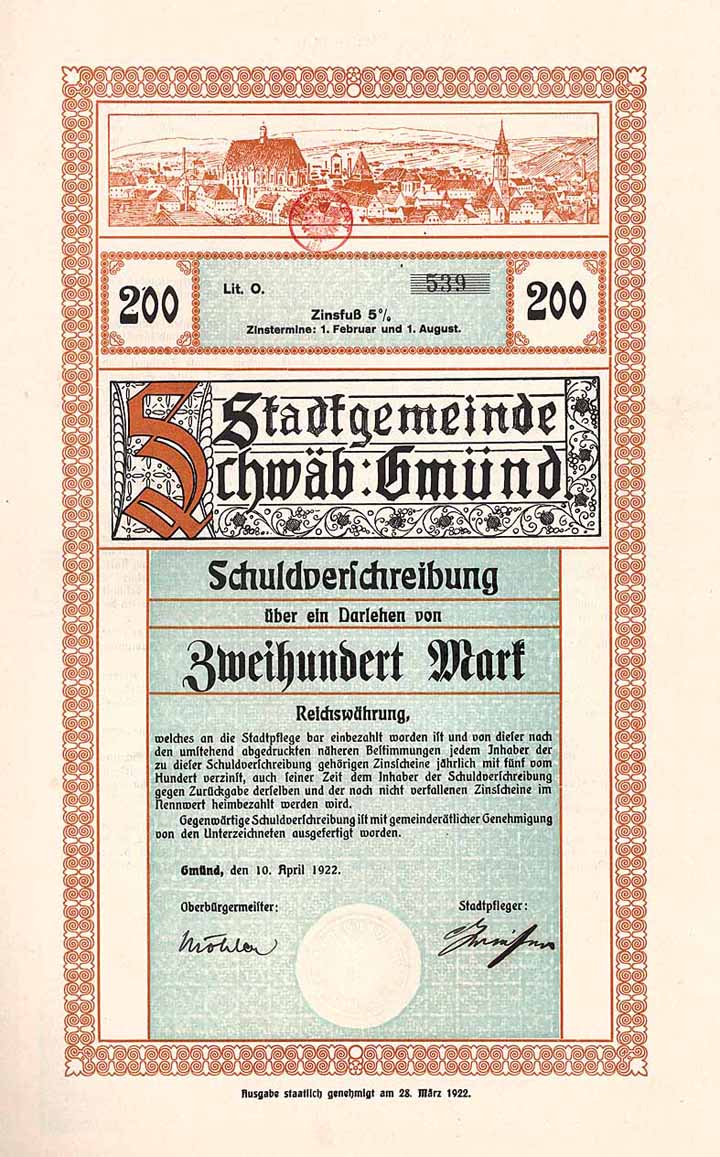 200
Lit. O.
539
Zinsfuß 5%
Zinstermine: 1. Februar und 1. August.
200
Stadtgemeinde
Schwäb: Gmünd.
Schuldverſchreibung
über ein Darlehen von
Zweihundert Mark
Reichswährung,
welches an die Stadtpflege bar einbezahlt worden iſt und von dieſer nach
den umſtehend abgedruckten näheren Beſtimmungen jedem Inhaber der
zu dieſer Schuldverſchreibung gehörigen Zinsſcheine jährlich mit fünf vom
Hundert verzinſt, auch ſeiner Zeit dem Inhaber der Schuldverſchreibung
gegen Zurückgabe derſelben und der noch nicht verfallenen Zinsſcheine im
Nennwert heimbezahlt werden wird.
Gegenwärtige Schuldverſchreibung iſt mit gemeinderätlicher Genehmigung
von den Unterzeichneten ausgefertigt worden.
Gmünd, den 10. April 1922.
Oberbürgermeiſter: Stadtpfleger:
Möhler
Ausgabe staatlich genehmigt am 28. März 1922.